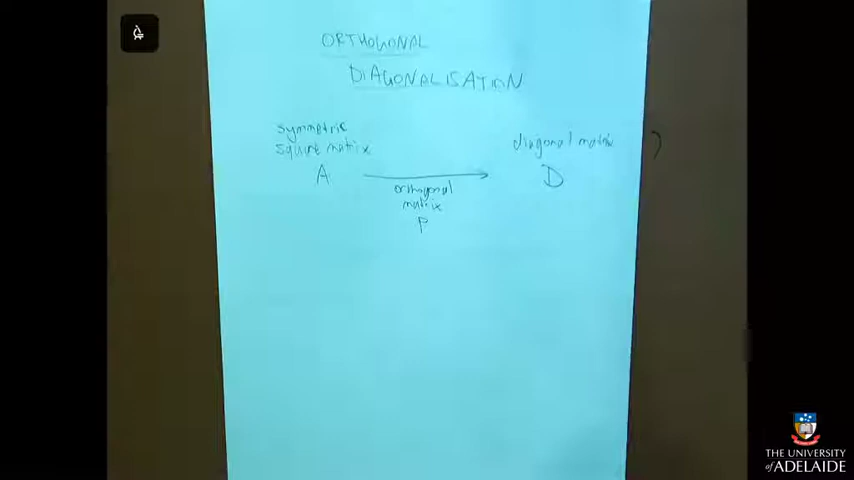 ORTHOGONAL
DIAGONALISATION
symmetric
square matrix
diagonal matrix
A
D
orthogonal
matrix
P
THE UNIVERSITY
of ADELAIDE